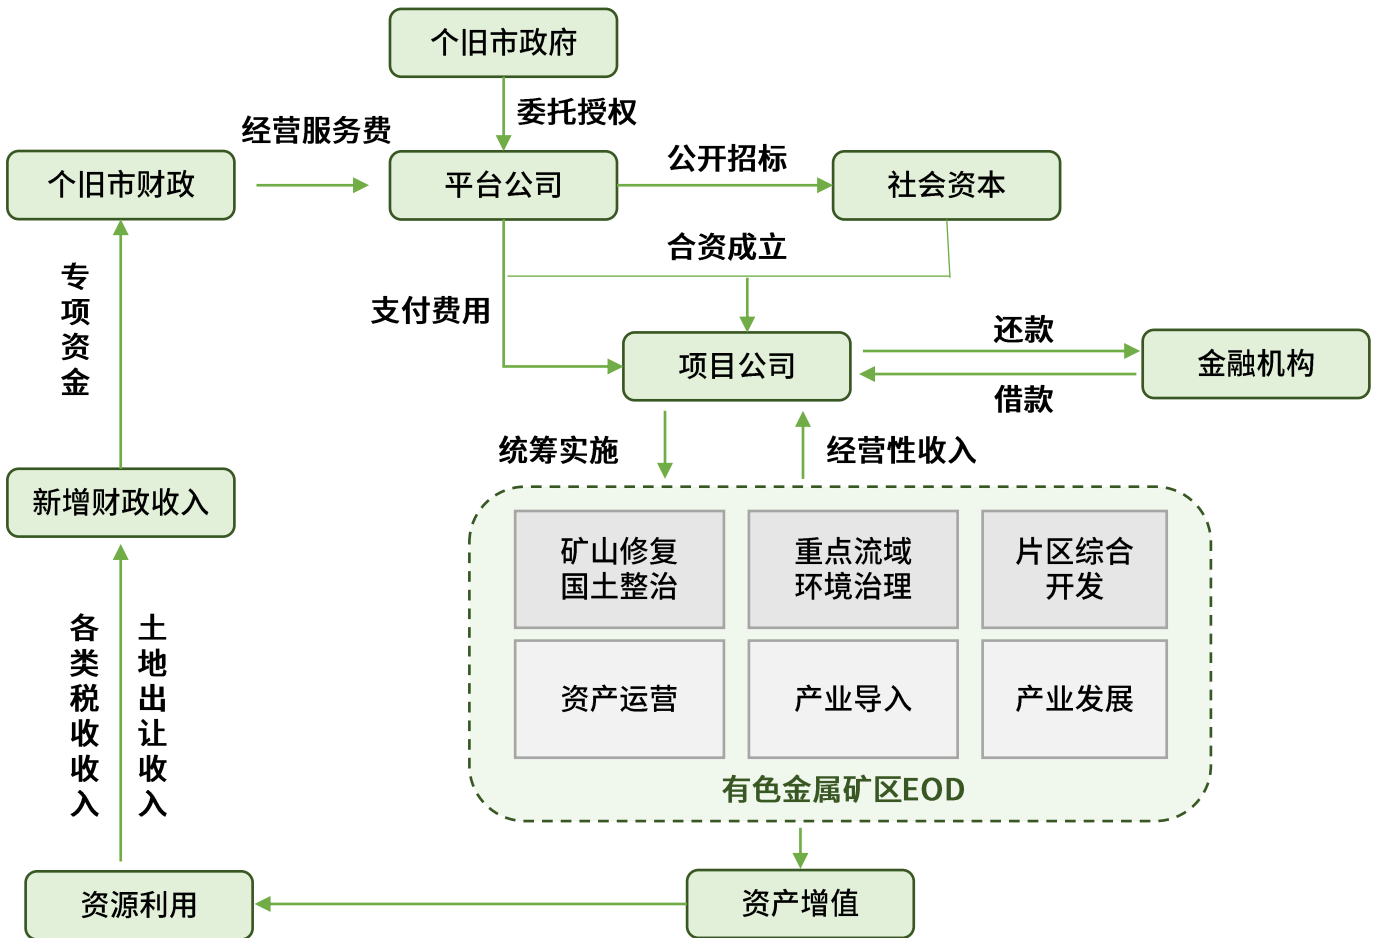 个旧市政府
委托授权
经营服务费
公开招标
个旧市财政
平台公司
社会资本
合资成立
专项资金
支付费用
还款
项目公司
金融机构
借款
统筹实施
经营性收入
新增财政收入
矿山修复
国土整治
重点流域
环境治理
片区综合
开发
各类税收收入
土地出让收入
资产运营
产业导入
产业发展
有色金属矿区EOD
资源利用
资产增值